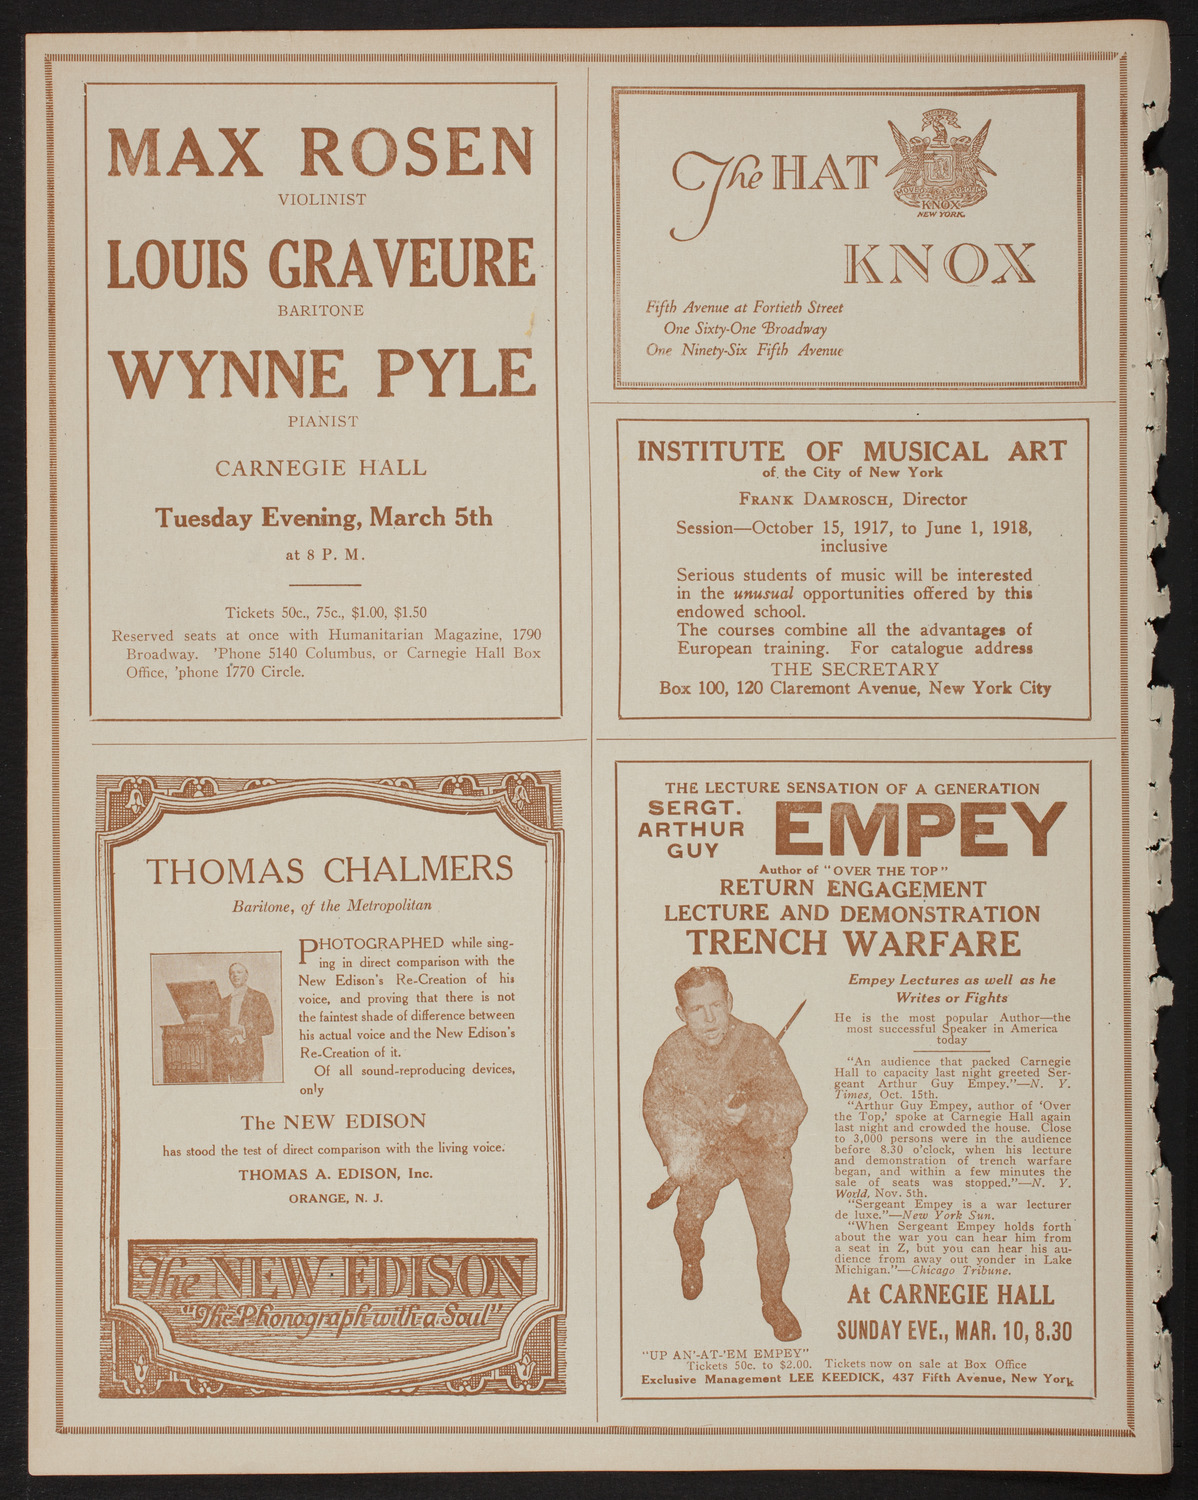 MAX ROSEN
VIOLINIST
LOUIS GRAVEURE
BARITONE
WYNNE PYLE
PIANIST
CARNEGIE HALL
Tuesday Evening, March 5th
at 8 P. M.
Tickets 50c., 75c., $1.00, $1.50
Reserved seats at once with Humanitarian Magazine, 1790
Broadway. 'Phone 5140 Columbus, or Carnegie Hall Box
Office, 'phone 1770 Circle.
The HAT
KNOX
NEW YORK.
KNOX
Fifth Avenue at Fortieth Street
One Sixty-One Broadway
One Ninety-Six Fifth Avenue
INSTITUTE OF MUSICAL ART
of the City of New York
FRANK DAMROSCH, Director
Session—October 15, 1917, to June 1, 1918,
inclusive
Serious students of music will be interested
in the unusual opportunities offered by this
endowed school.
The courses combine all the advantages of
European training. For catalogue address
THE SECRETARY
Box 100, 120 Claremont Avenue, New York City
THOMAS CHALMERS
Baritone, of the Metropolitan
PHOTOGRAPHED while sing-
ing in direct comparison with the
New Edison's Re-Creation of his
voice, and proving that there is not
the faintest shade of difference between
his actual voice and the New Edison's
Re-Creation of it.
Of all sound-reproducing devices,
only
The NEW EDISON
has stood the test of direct comparison with the living voice.
THOMAS A. EDISON, Inc.
ORANGE, N. J.
The NEW EDISON
"The Phonograph with a Soul"
THE LECTURE SENSATION OF A GENERATION
SERGT.
ARTHUR
GUY
EMPEY
Author of "OVER THE TOP"
RETURN ENGAGEMENT
LECTURE AND DEMONSTRATION
TRENCH WARFARE
Empey Lectures as well as he
Writes or Fights
He is the most popular Author—the
most successful Speaker in America
today
"An audience that packed Carnegie
Hall to capacity last night greeted Ser-
geant Arthur Guy Empey."—N. Y.
Times, Oct. 15th.
"Arthur Guy Empey, author of 'Over
the Top,' spoke at Carnegie Hall again
last night and crowded the house. Close
to 3,000 persons were in the audience
before 8.30 o'clock, when his lecture
and demonstration of trench warfare
began, and within a few minutes the
sale of seats was stopped."—N. Y.
World, Nov. 5th.
"Sergeant Empey is a war lecturer
de luxe."—New York Sun.
"When Sergeant Empey holds forth
about the war you can hear him from
a seat in Z, but you can hear his au-
dience from away out yonder in Lake
Michigan."—Chicago Tribune.
At CARNEGIE HALL
SUNDAY EVE., MAR. 10, 8.30
"UP AN'-AT-'EM EMPEY"
Tickets 50c. to $2.00. Tickets now on sale at Box Office
Exclusive Management LEE KEEDICK, 437 Fifth Avenue, New York